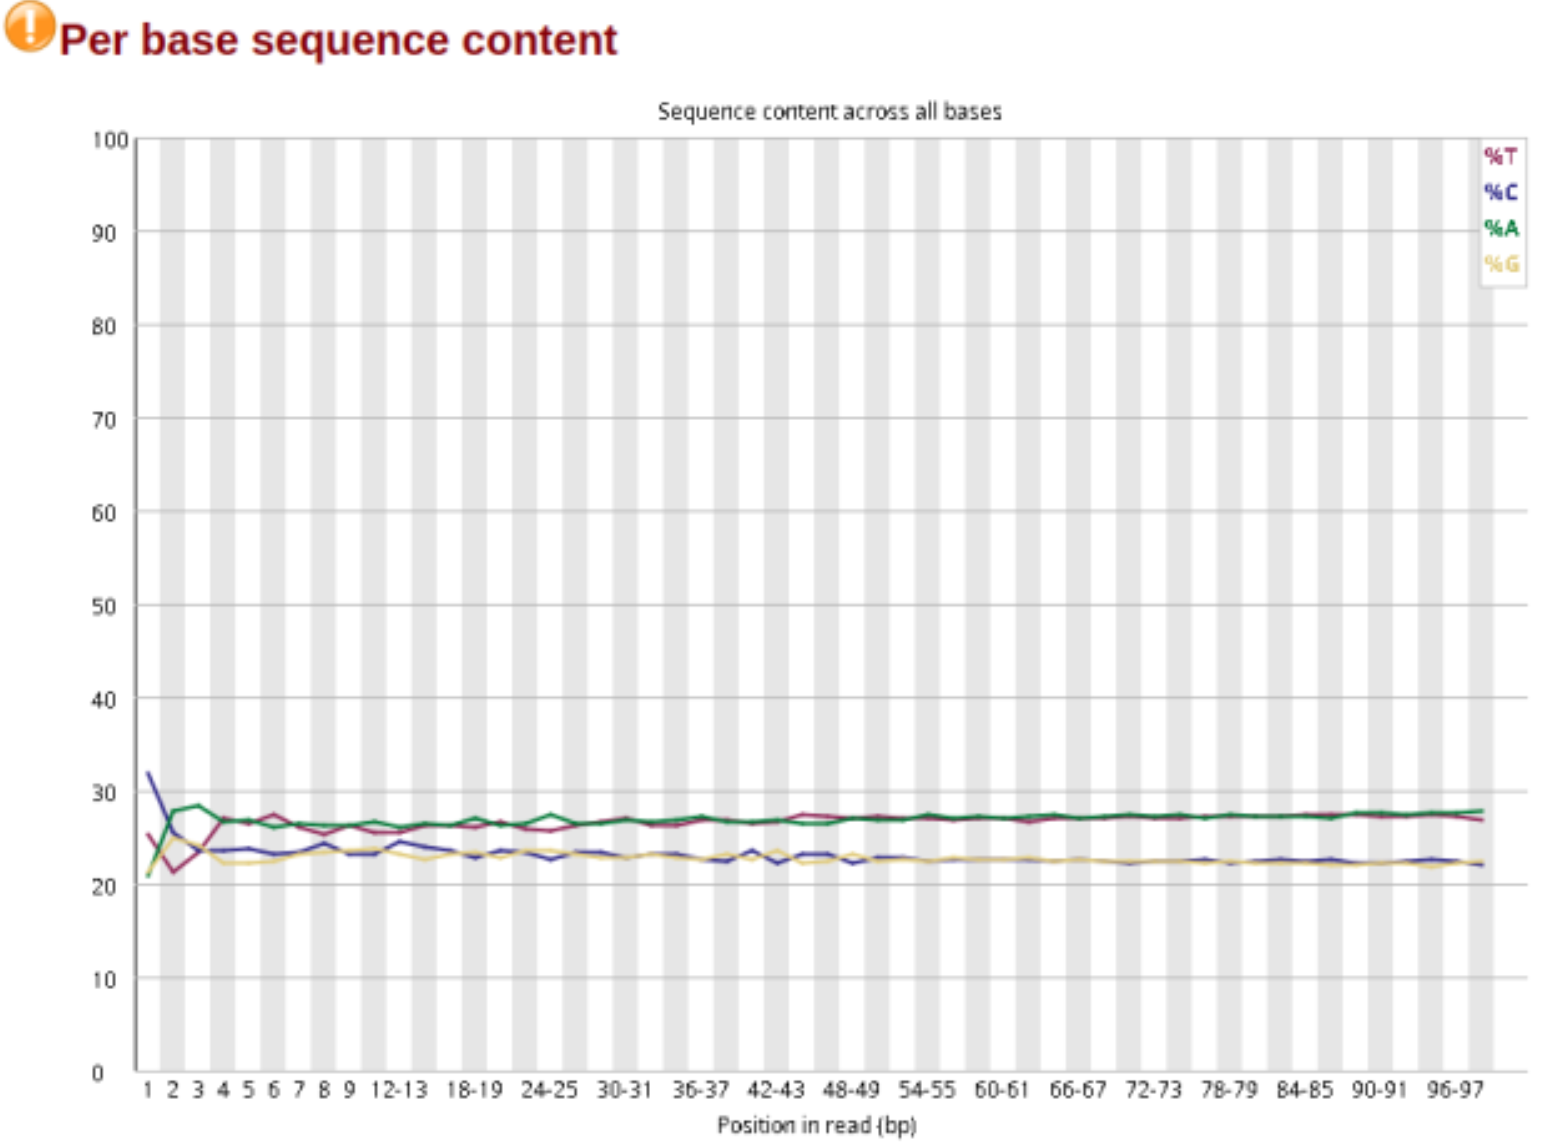 Per base sequence content
Sequence content across all bases
%T
%C
%A
%G
100
90
80
70
60
50
40
30
20
10
0
1 2 3 4 5 6 7 8 9 12-13 18-19 24-25 30-31 36-37 42-43 48-49 54-55 60-61 66-67 72-73 78-79 84-85 90-91 96-97
Position in read (bp)